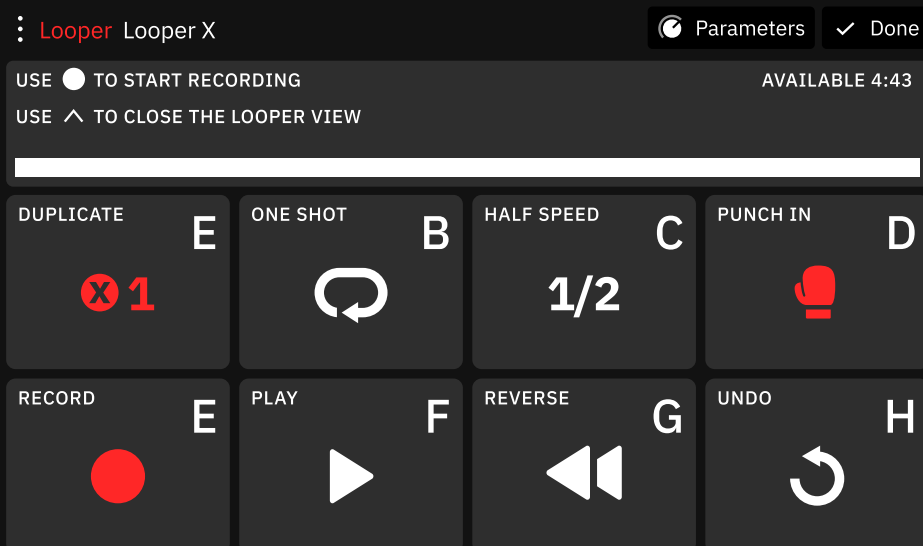 Looper Looper X Parameters Done
USE TO START RECORDING AVAILABLE 4:43
USE TO CLOSE THE LOOPER VIEW
DUPLICATE E ONE SHOT B HALF SPEED C PUNCH IN D
X 1 1/2
RECORD E PLAY F REVERSE G UNDO H